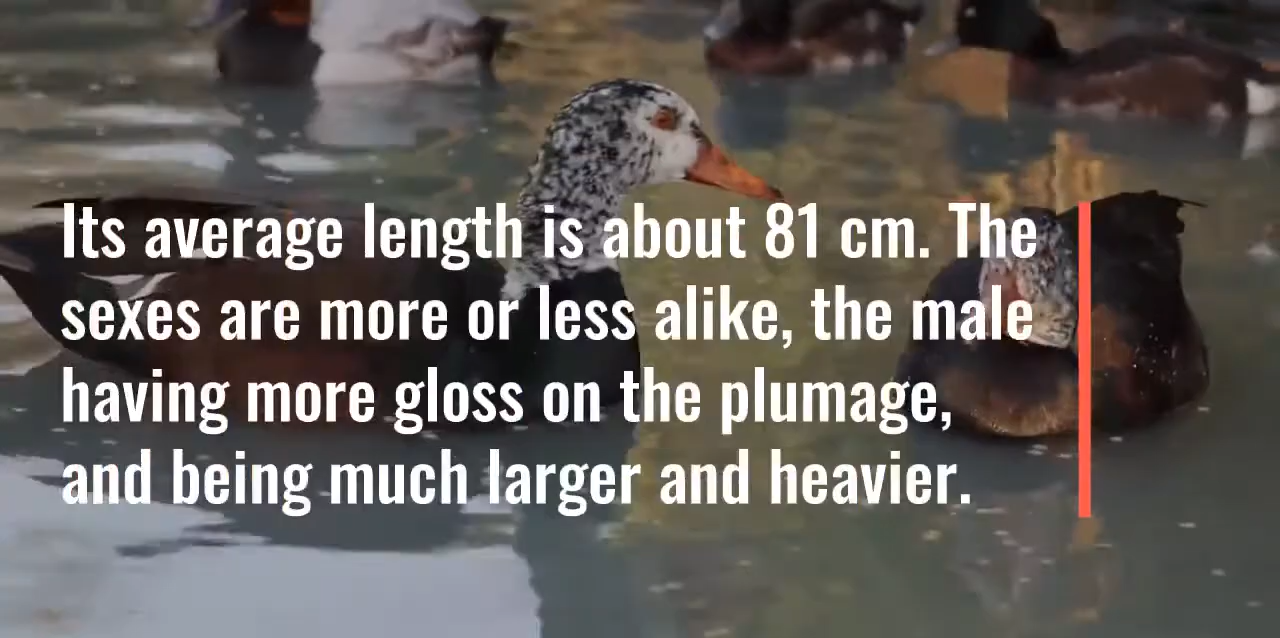 Its average length is about 81 cm. The
sexes are more or less alike, the male
having more gloss on the plumage,
and being much larger and heavier.